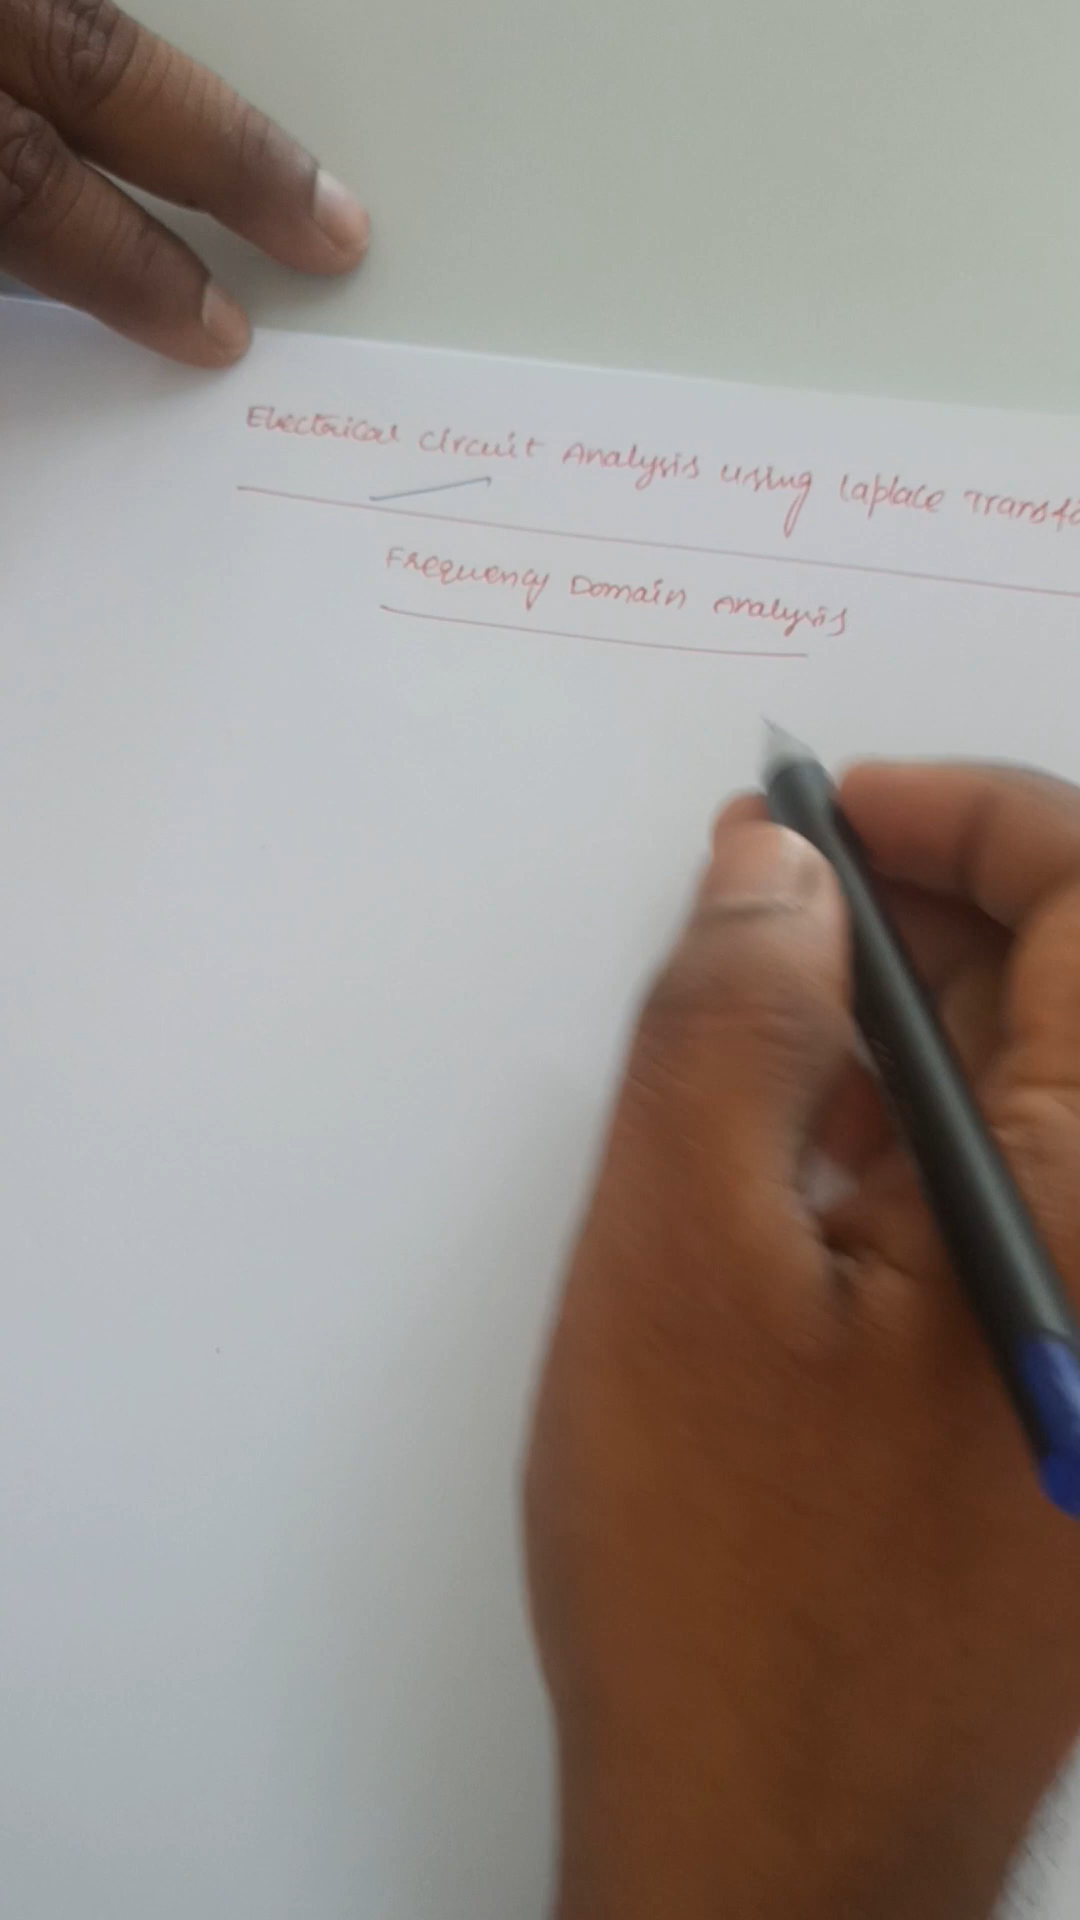 Electrical circuit Analysis using Laplace
Frequency Domain Analysis